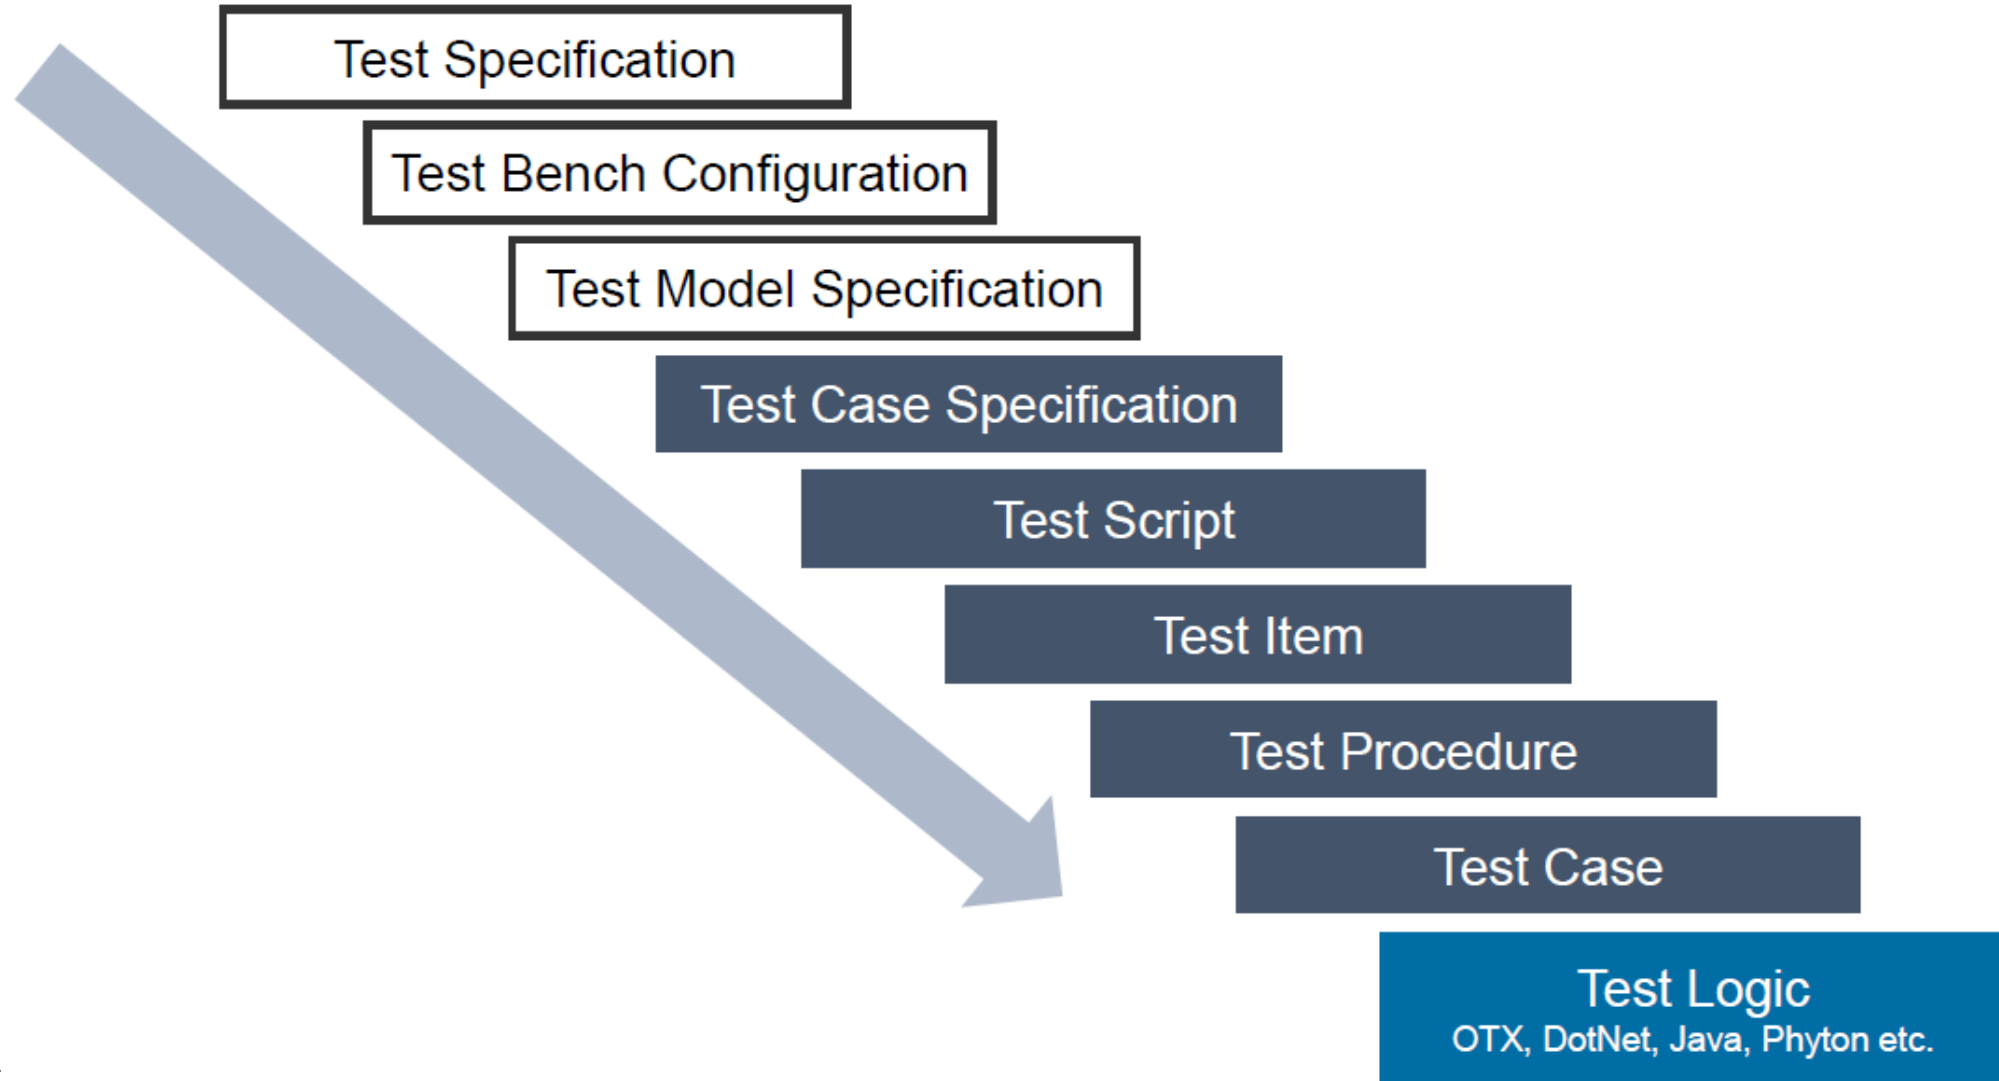 Test Specification
Test Bench Configuration
Test Model Specification
Test Case Specification
Test Script
Test Item
Test Procedure
Test Case
Test Logic
OTX, DotNet, Java, Phyton etc.